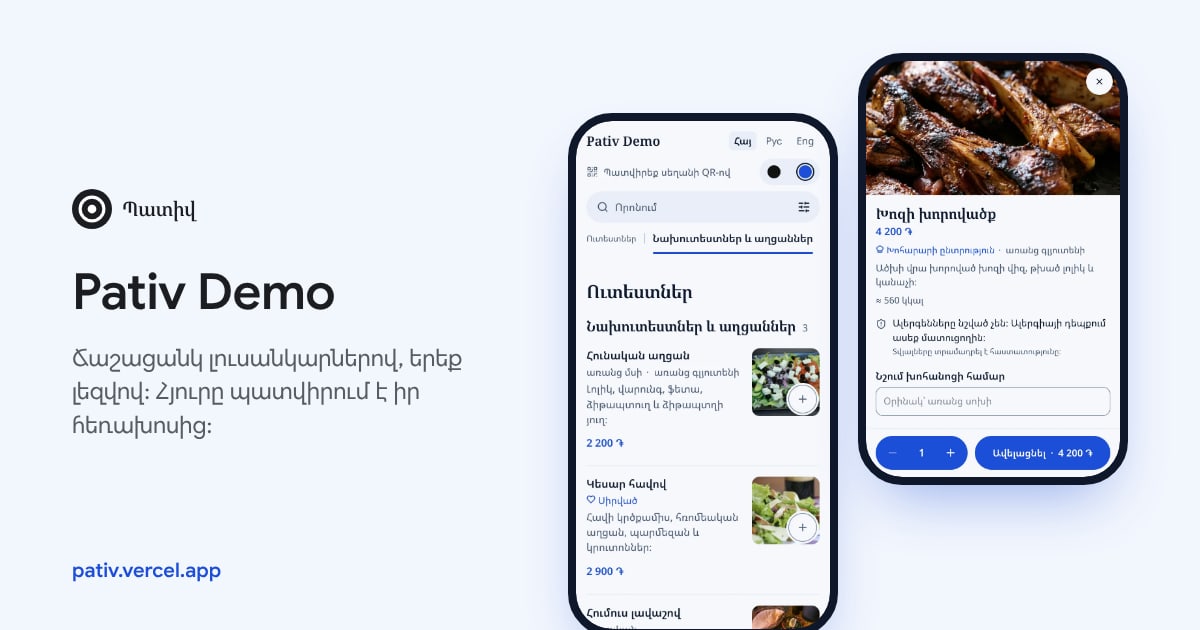 Պատիվ
Pativ Demo
Ճաշացանկ լուսանկարներով, երեք
լեզվով: Հյուրը պատվիրում է իր
հեռախոսից:
pativ.vercel.app
Pativ Demo
Հայ
Рус
Eng
Պատվիրեք սեղանի QR-ով
Որոնում
Ուտեստներ
Նախուտեստներ և աղցաններ
Ուտեստներ
Նախուտեստներ և աղցաններ 3
Հունական աղցան
առանց մսի · առանց գլյուտենի
Լոլիկ, վարունգ, ֆետա,
ձիթապտուղ և ձիթապտղի
յուղ:
2 200 ֏
Կեսար հավով
Սիրված
Հավի կրծքամիս, հռոմեական
աղցան, պարմեզան և
կրուտոններ:
2 900 ֏
Հումուս լավաշով
Խոզի խորոված
4 200 ֏
Խոհարարի ընտրություն · առանց գլյուտենի
Ածխի վրա խորոված խոզի վիզ, թխած լոլիկ և
կանաչի:
≈ 560 կկալ
Ալերգենները նշված չեն: Ալերգիայի դեպքում
ասեք մատուցողին:
Տվյալները տրամադրել է հաստատությունը:
Նշում խոհանոցի համար
Օրինակ՝ առանց սոխի
− 1 +
Ավելացնել · 4 200 ֏